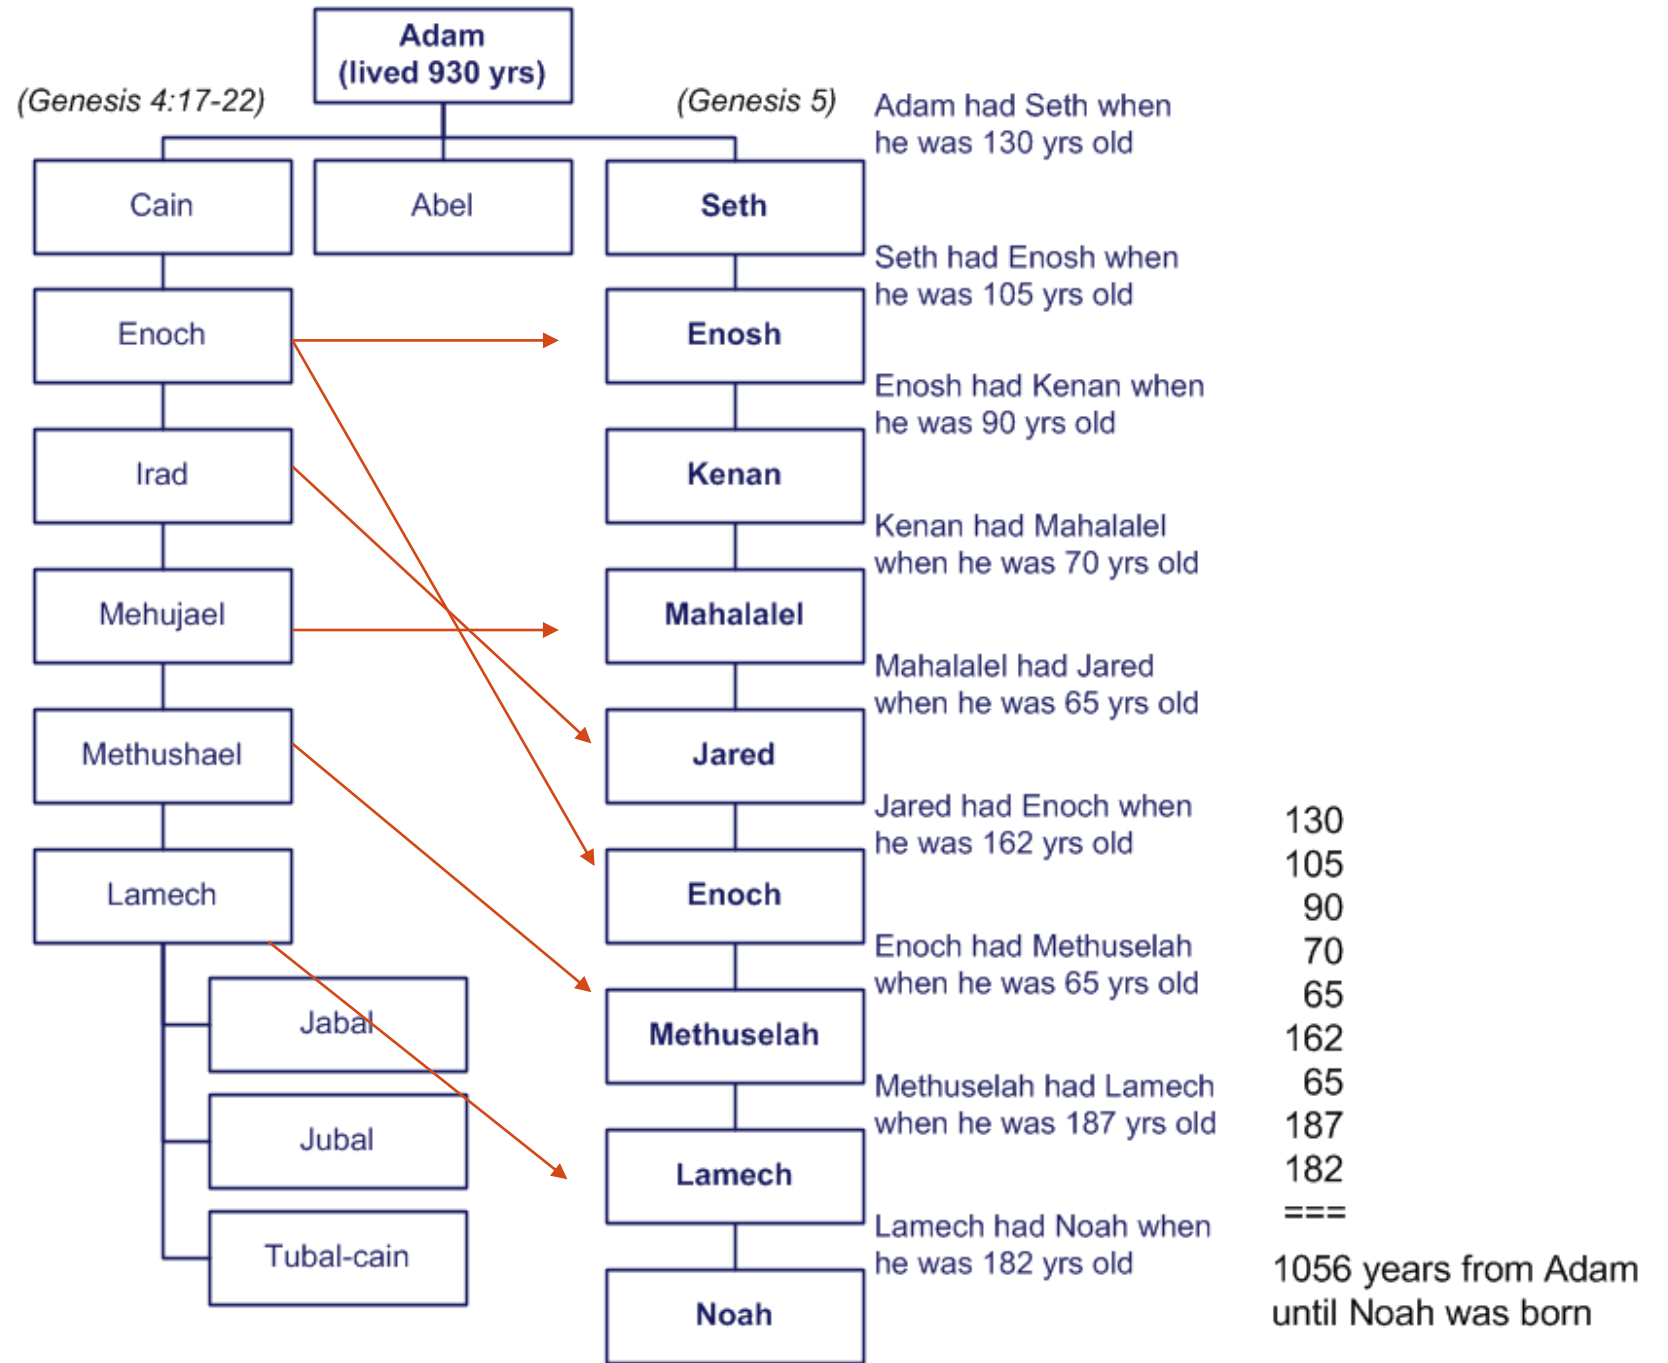 Adam
(lived 930 yrs)
(Genesis 4:17-22)
(Genesis 5)
Adam had Seth when
he was 130 yrs old
Cain
Abel
Seth
Seth had Enosh when
he was 105 yrs old
Enoch
Enosh
Enosh had Kenan when
he was 90 yrs old
Irad
Kenan
Kenan had Mahalalel
when he was 70 yrs old
Mehujael
Mahalalel
Mahalalel had Jared
when he was 65 yrs old
Methushael
Jared
Jared had Enoch when
he was 162 yrs old
Lamech
Enoch
Enoch had Methuselah
when he was 65 yrs old
Jabal
Methuselah
Methuselah had Lamech
when he was 187 yrs old
Jubal
Lamech
Lamech had Noah when
he was 182 yrs old
Tubal-cain
Noah
130
105
90
70
65
162
65
187
182
===
1056 years from Adam
until Noah was born